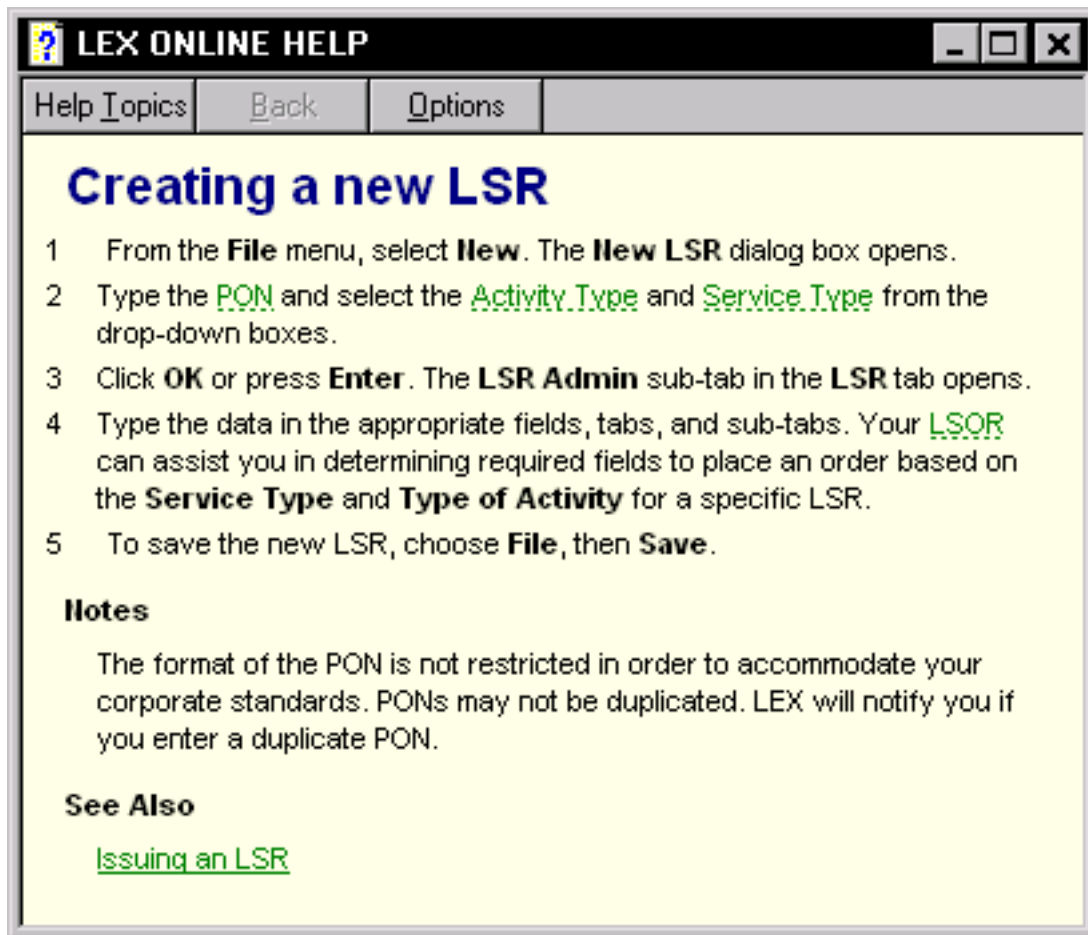 LEX ONLINE HELP
Help Topics Back Options
Creating a new LSR
1 From the File menu, select New. The New LSR dialog box opens.
2 Type the PON and select the Activity Type and Service Type from the
drop-down boxes.
3 Click OK or press Enter. The LSR Admin sub-tab in the LSR tab opens.
4 Type the data in the appropriate fields, tabs, and sub-tabs. Your LSOR
can assist you in determining required fields to place an order based on
the Service Type and Type of Activity for a specific LSR.
5 To save the new LSR, choose File, then Save.
Notes
The format of the PON is not restricted in order to accommodate your
corporate standards. PONs may not be duplicated. LEX will notify you if
you enter a duplicate PON.
See Also
Issuing an LSR